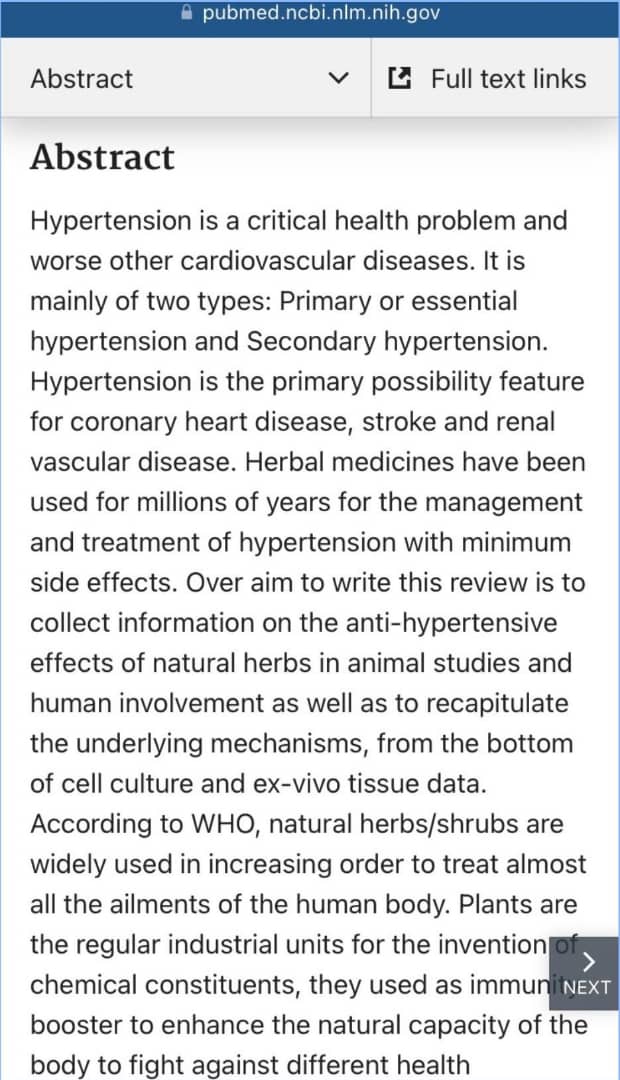 pubmed.ncbi.nlm.nih.gov
Abstract
Full text links
Abstract
Hypertension is a critical health problem and
worse other cardiovascular diseases. It is
mainly of two types: Primary or essential
hypertension and Secondary hypertension.
Hypertension is the primary possibility feature
for coronary heart disease, stroke and renal
vascular disease. Herbal medicines have been
used for millions of years for the management
and treatment of hypertension with minimum
side effects. Over aim to write this review is to
collect information on the anti-hypertensive
effects of natural herbs in animal studies and
human involvement as well as to recapitulate
the underlying mechanisms, from the bottom
of cell culture and ex-vivo tissue data.
According to WHO, natural herbs/shrubs are
widely used in increasing order to treat almost
all the ailments of the human body. Plants are
the regular industrial units for the invention of
chemical constituents, they used as immunity
booster to enhance the natural capacity of the
body to fight against different health
NEXT